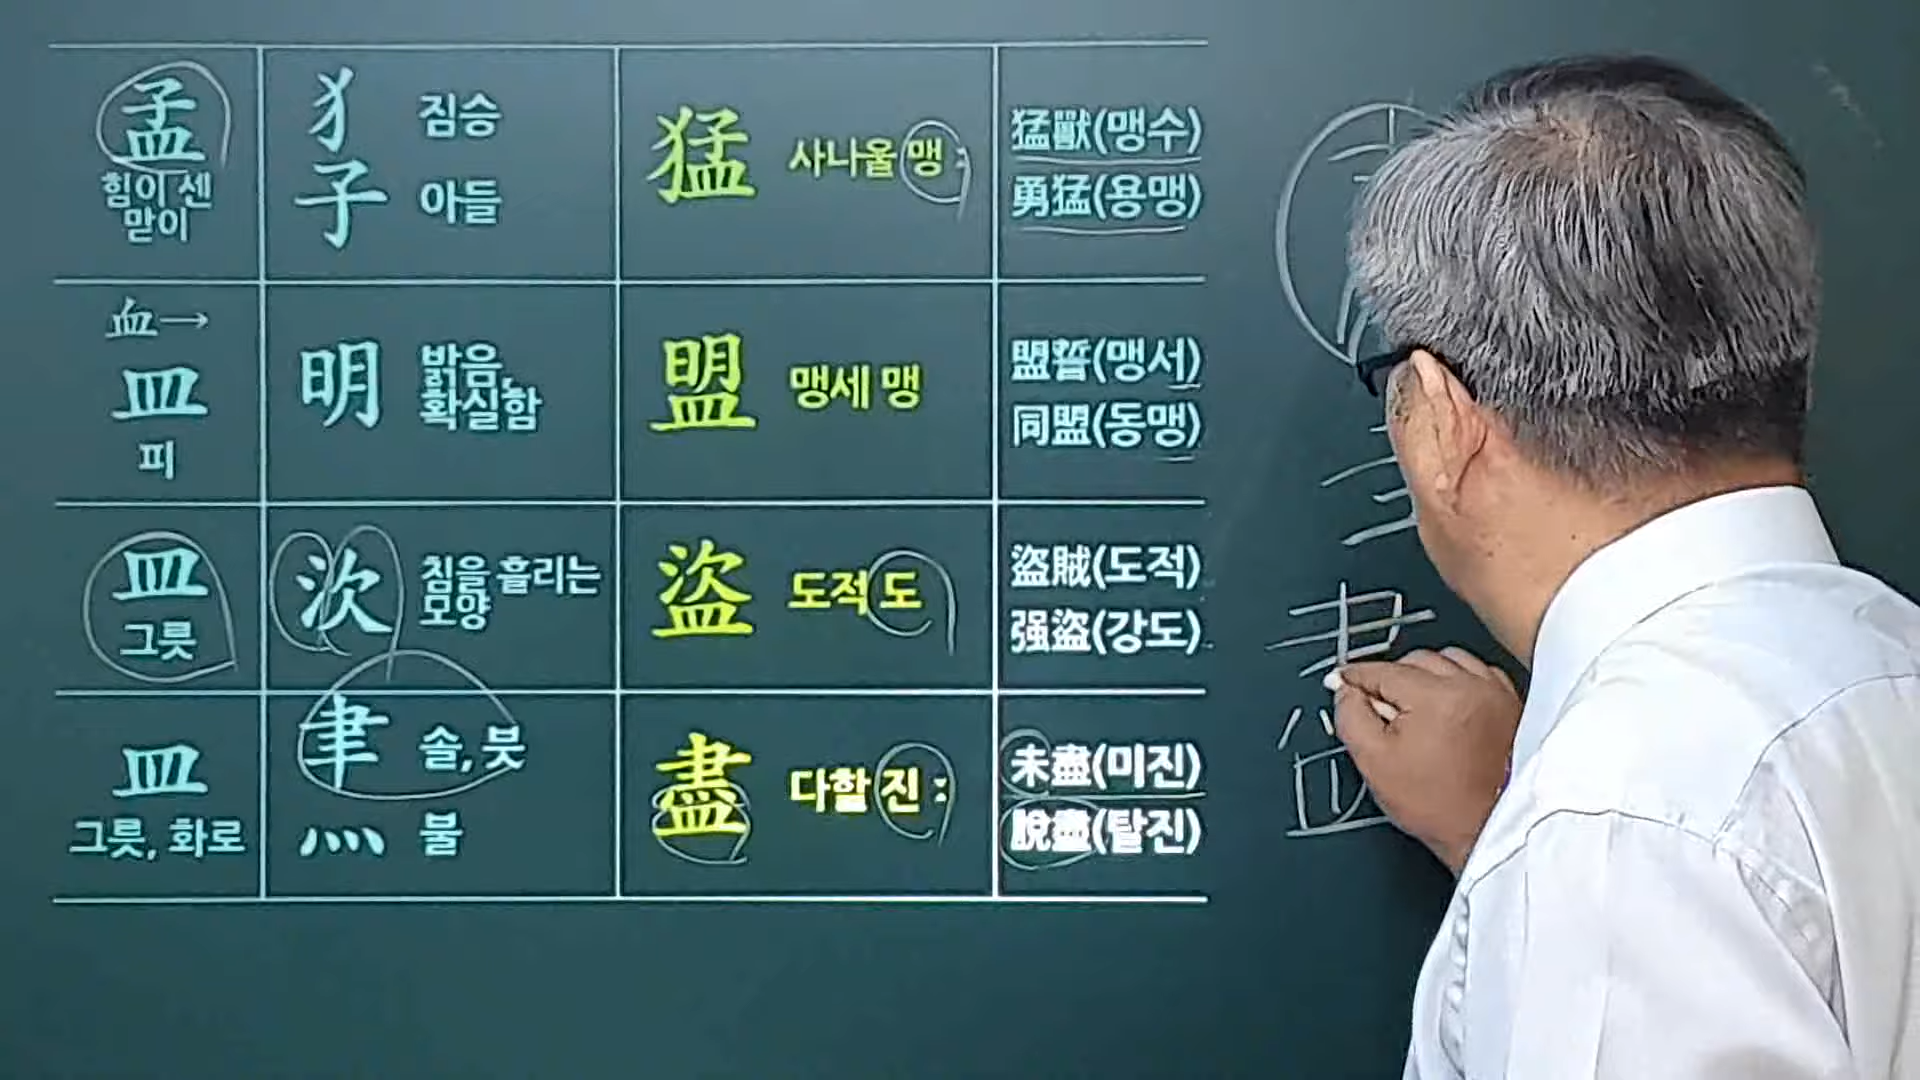 孟
힘이 센
맏이
犭 짐승
子 아들
猛 사나울 맹 :
猛獸(맹수)
勇猛(용맹)
血→
皿
피
明 밝음,
확실함
盟 맹세 맹
盟誓(맹서)
同盟(동맹)
皿
그릇
㳄 침을 흘리는
모양
盜 도적 도
盜賊(도적)
强盜(강도)
皿
그릇, 화로
聿 솔, 붓
灬 불
盡 다할 진 :
未盡(미진)
脫盡(탈진)